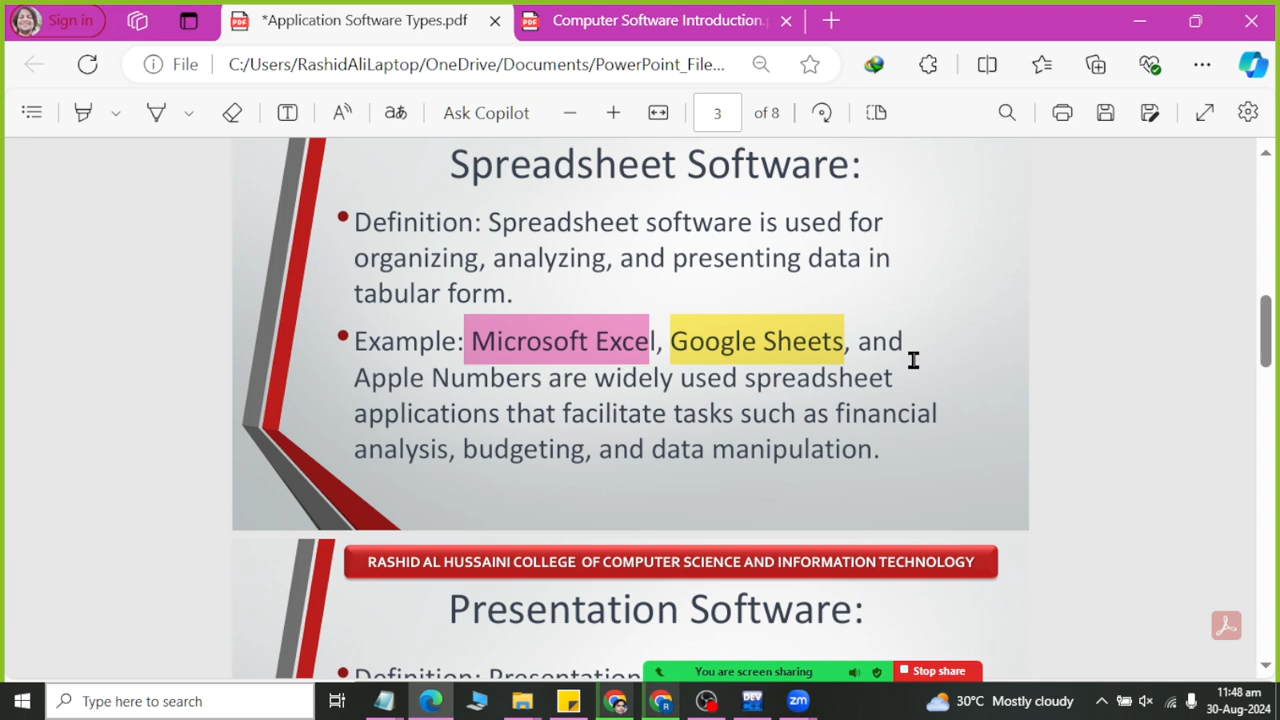 Sign in
*Application Software Types.pdf
Computer Software Introduction.p
File
C:/Users/RashidAliLaptop/OneDrive/Documents/PowerPoint_File...
Ask Copilot
3
of 8
Spreadsheet Software:
Definition: Spreadsheet software is used for
organizing, analyzing, and presenting data in
tabular form.
Example: Microsoft Excel, Google Sheets, and
Apple Numbers are widely used spreadsheet
applications that facilitate tasks such as financial
analysis, budgeting, and data manipulation.
RASHID AL HUSSAINI COLLEGE OF COMPUTER SCIENCE AND INFORMATION TECHNOLOGY
Presentation Software:
Definition: Presentation
You are screen sharing
Stop share
Type here to search
30°C Mostly cloudy
11:48 am
30-Aug-2024